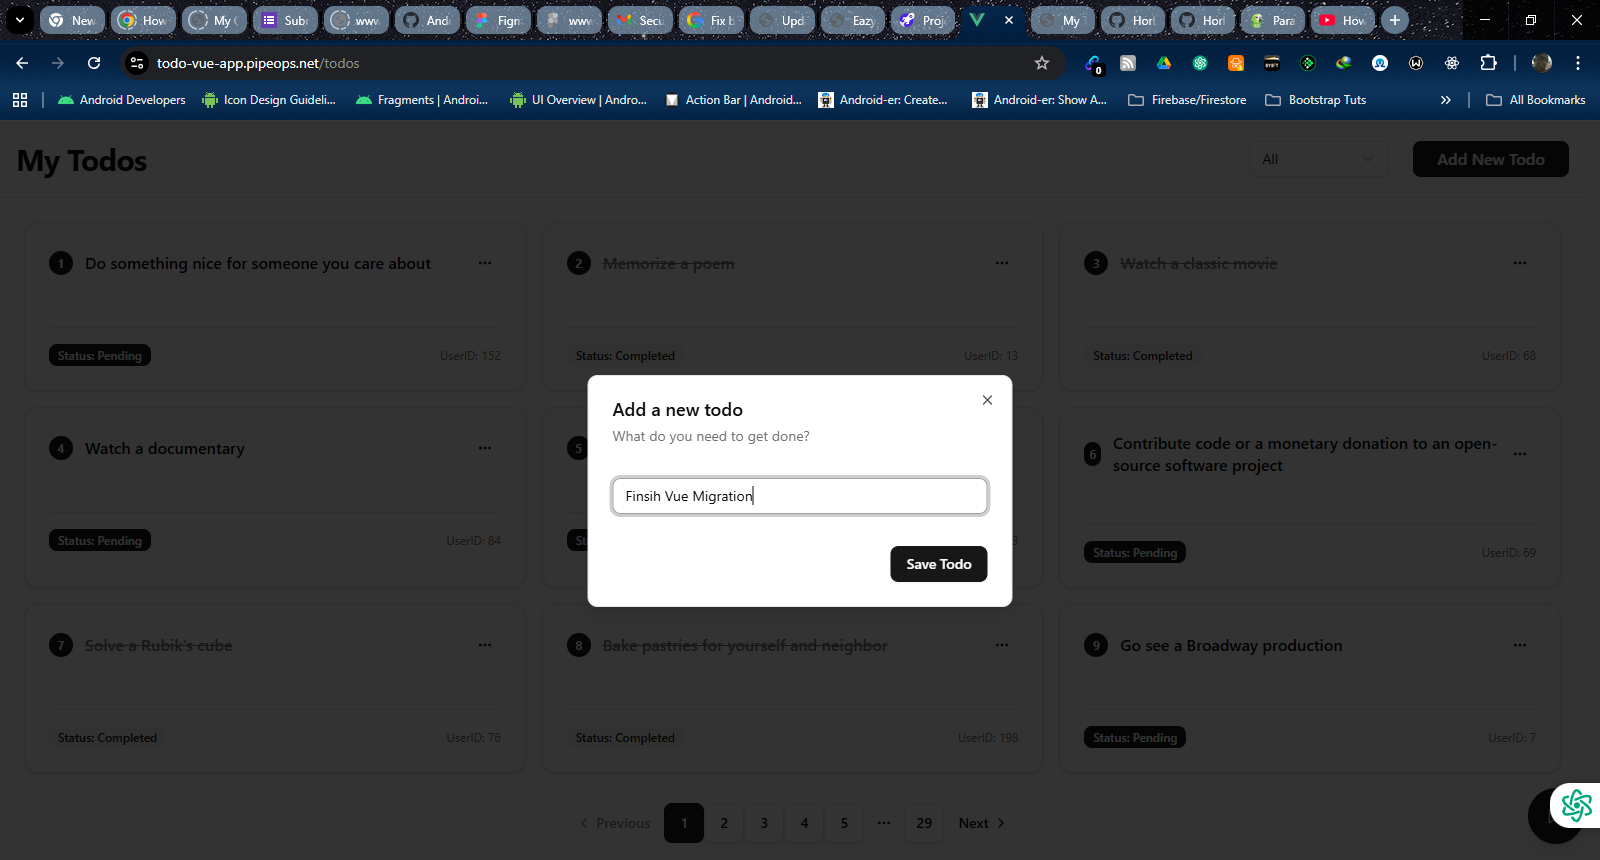 New
How
My C
Sub
www
And
Figm
www
Secu
Fix b
Upd
Eazy
Proj
My T
Horl
Horl
Para
How
todo-vue-app.pipeops.net/todos
0
Android Developers
Icon Design Guideli...
Fragments | Androi...
UI Overview | Andro...
Action Bar | Android...
Android-er: Create...
Android-er: Show A...
Firebase/Firestore
Bootstrap Tuts
All Bookmarks
My Todos
All
Add New Todo
1 Do something nice for someone you care about
Status: Pending
UserID: 152
2 Memorize a poem
Status: Completed
UserID: 13
3 Watch a classic movie
Status: Completed
UserID: 68
4 Watch a documentary
Status: Pending
UserID: 84
5
6 Contribute code or a monetary donation to an open-
source software project
Status: Pending
UserID: 69
Add a new todo
What do you need to get done?
Finsih Vue Migration
Save Todo
7 Solve a Rubik's cube
Status: Completed
UserID: 76
8 Bake pastries for yourself and neighbor
Status: Completed
UserID: 198
9 Go see a Broadway production
Status: Pending
UserID: 7
Previous 1 2 3 4 5 ... 29 Next